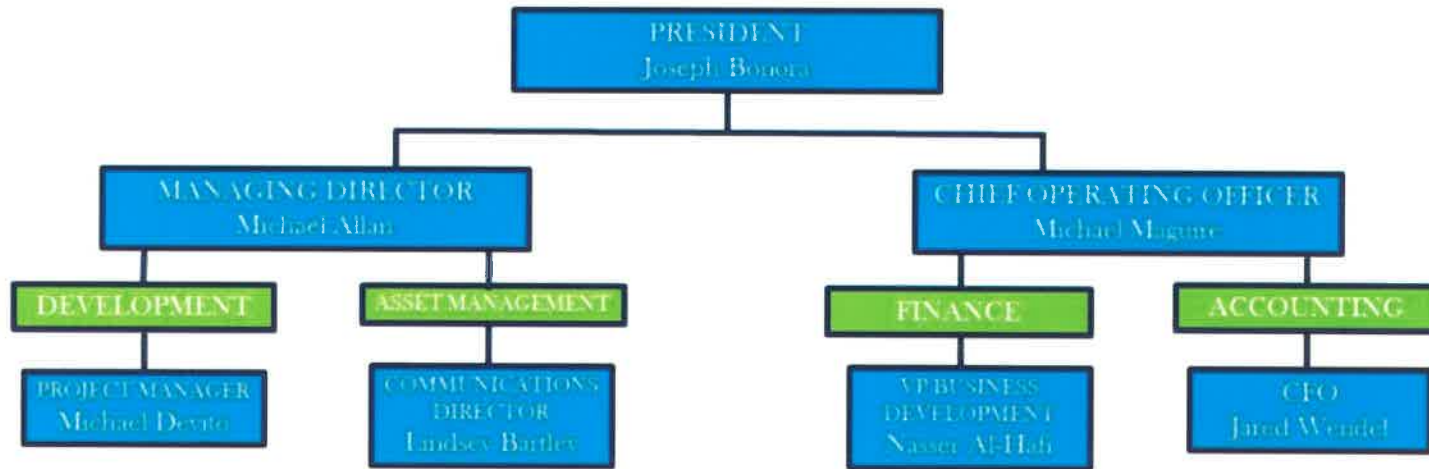 PRESIDENT
Joseph Bonora
MANAGING DIRECTOR
Michael Allan
CHIEF OPERATING OFFICER
Michael Maguire
DEVELOPMENT
ASSET MANAGEMENT
FINANCE
ACCOUNTING
PROJECT MANAGER
Michael Devito
COMMUNICATIONS
DIRECTOR
Lindsey Bartley
VP BUSINESS
DEVELOPMENT
Nasser Al-Hafi
CFO
Jared Wendel